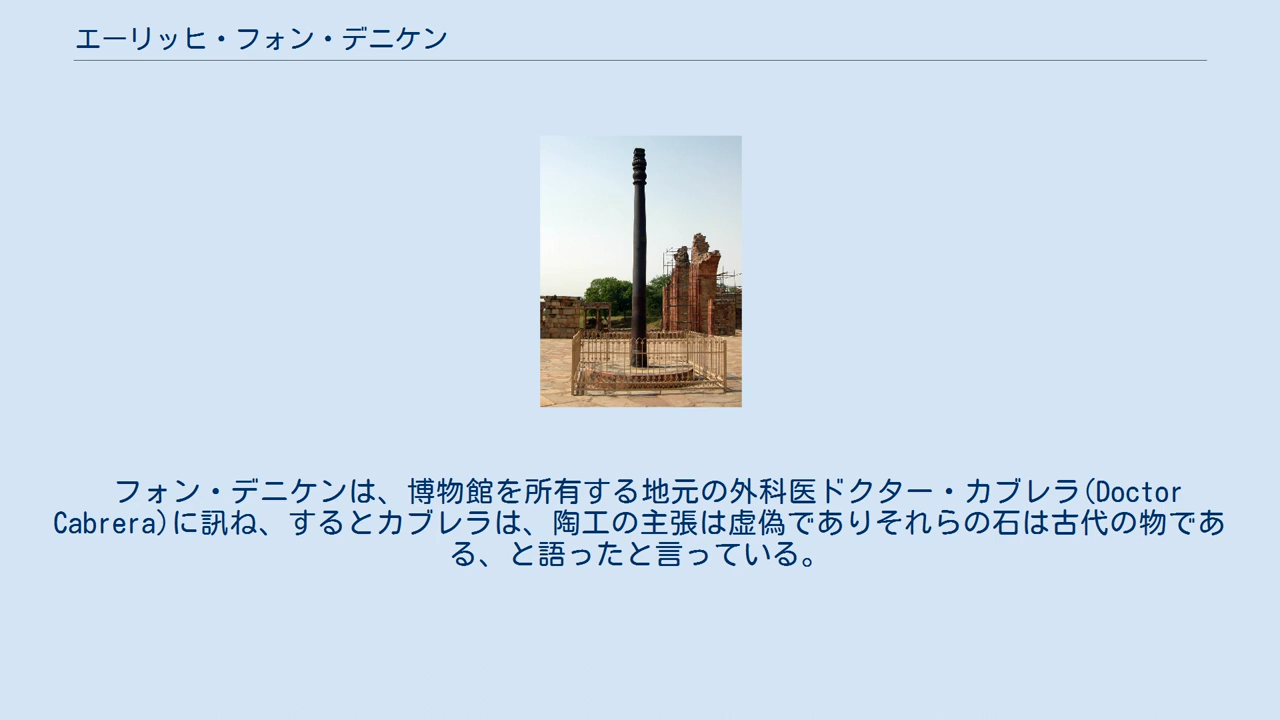 エーリッヒ・フォン・デニケン
フォン・デニケンは、博物館を所有する地元の外科医ドクター・カブレラ(Doctor
Cabrera)に訊ね、するとカブレラは、陶工の主張は虚偽でありそれらの石は古代の物であ
る、と語ったと言っている。